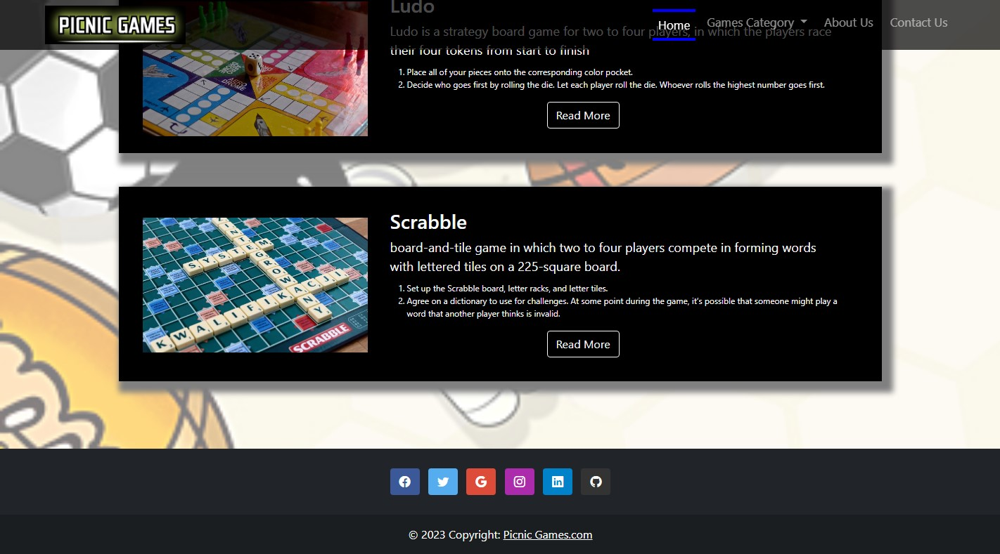 PICNIC GAMES
Home
Games Category
About Us
Contact Us
Ludo
Ludo is a strategy board game for two to four players, in which the players race
their four tokens from start to finish
1. Place all of your pieces onto the corresponding color pocket.
2. Decide who goes first by rolling the die. Let each player roll the die. Whoever rolls the highest number goes first.
Read More
AERO
DROME
Scrabble
board-and-tile game in which two to four players compete in forming words
with lettered tiles on a 225-square board.
1. Set up the Scrabble board, letter racks, and letter tiles.
2. Agree on a dictionary to use for challenges. At some point during the game, it's possible that someone might play a
word that another player thinks is invalid.
Read More
SYSTEM
KWALIFIKACJI
SCRABBLE
© 2023 Copyright: Picnic Games.com